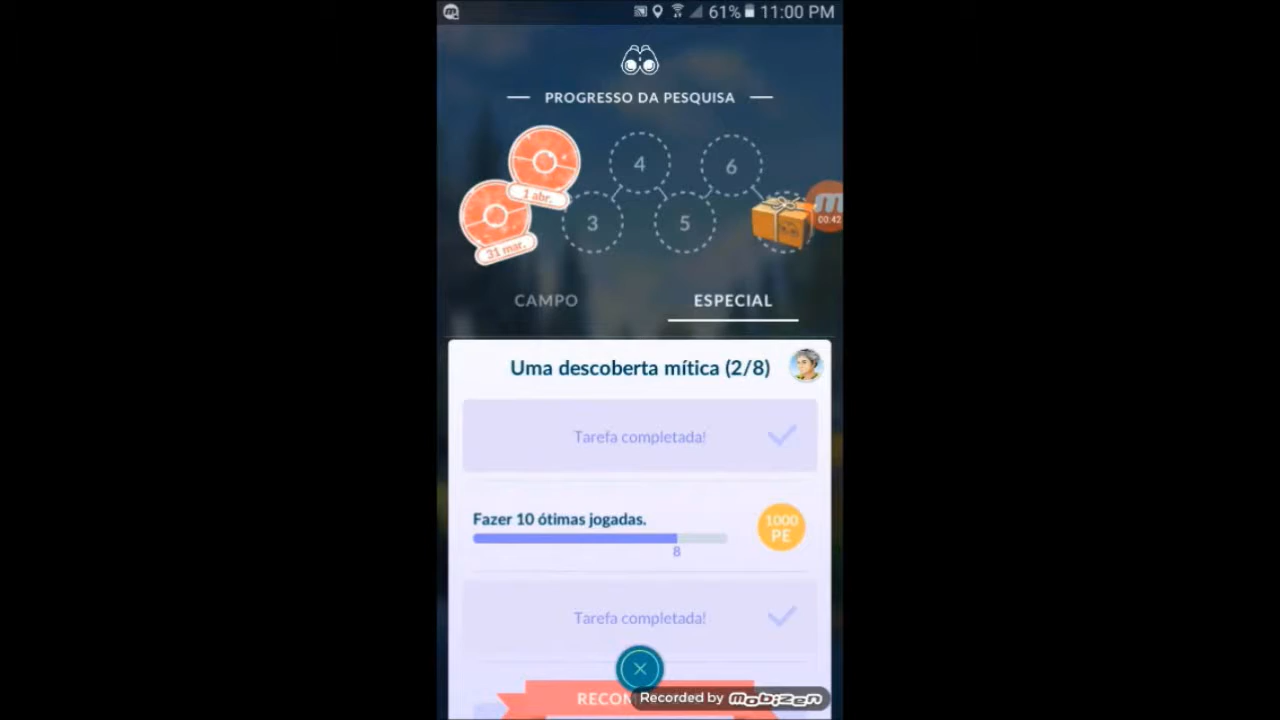 61% 11:00 PM
PROGRESSO DA PESQUISA
4
6
1 abr.
3
5
00:42
31 mar.
CAMPO
ESPECIAL
Uma descoberta mítica (2/8)
Tarefa completada!
Fazer 10 ótimas jogadas.
1000
PE
8
Tarefa completada!
Recorded by mobizen